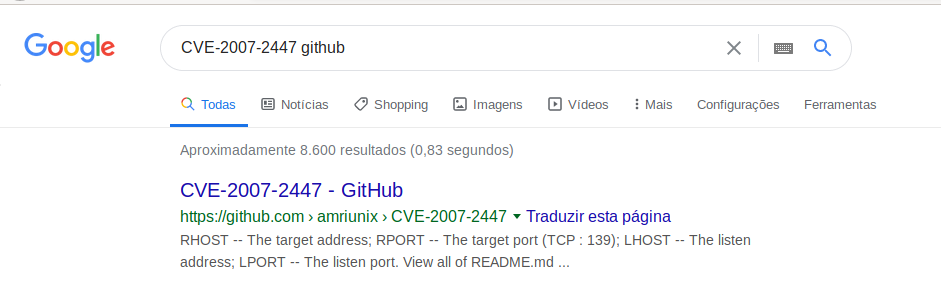 Google CVE-2007-2447 github
Todas Notícias Shopping Imagens Vídeos Mais Configurações Ferramentas
Aproximadamente 8.600 resultados (0,83 segundos)
CVE-2007-2447 - GitHub
https://github.com › amriunix › CVE-2007-2447 Traduzir esta página
RHOST -- The target address; RPORT -- The target port (TCP : 139); LHOST -- The listen
address; LPORT -- The listen port. View all of README.md ...